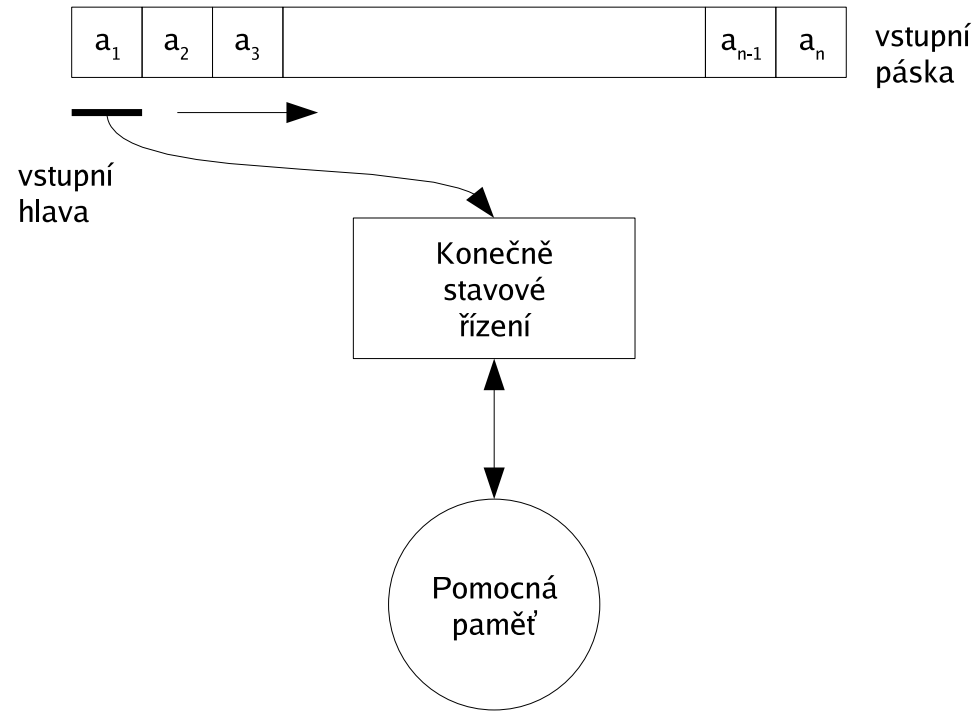 a₁ a₂ a₃ aₙ₋₁ aₙ
vstupní
páska
vstupní
hlava
Konečně
stavové
řízení
Pomocná
paměť